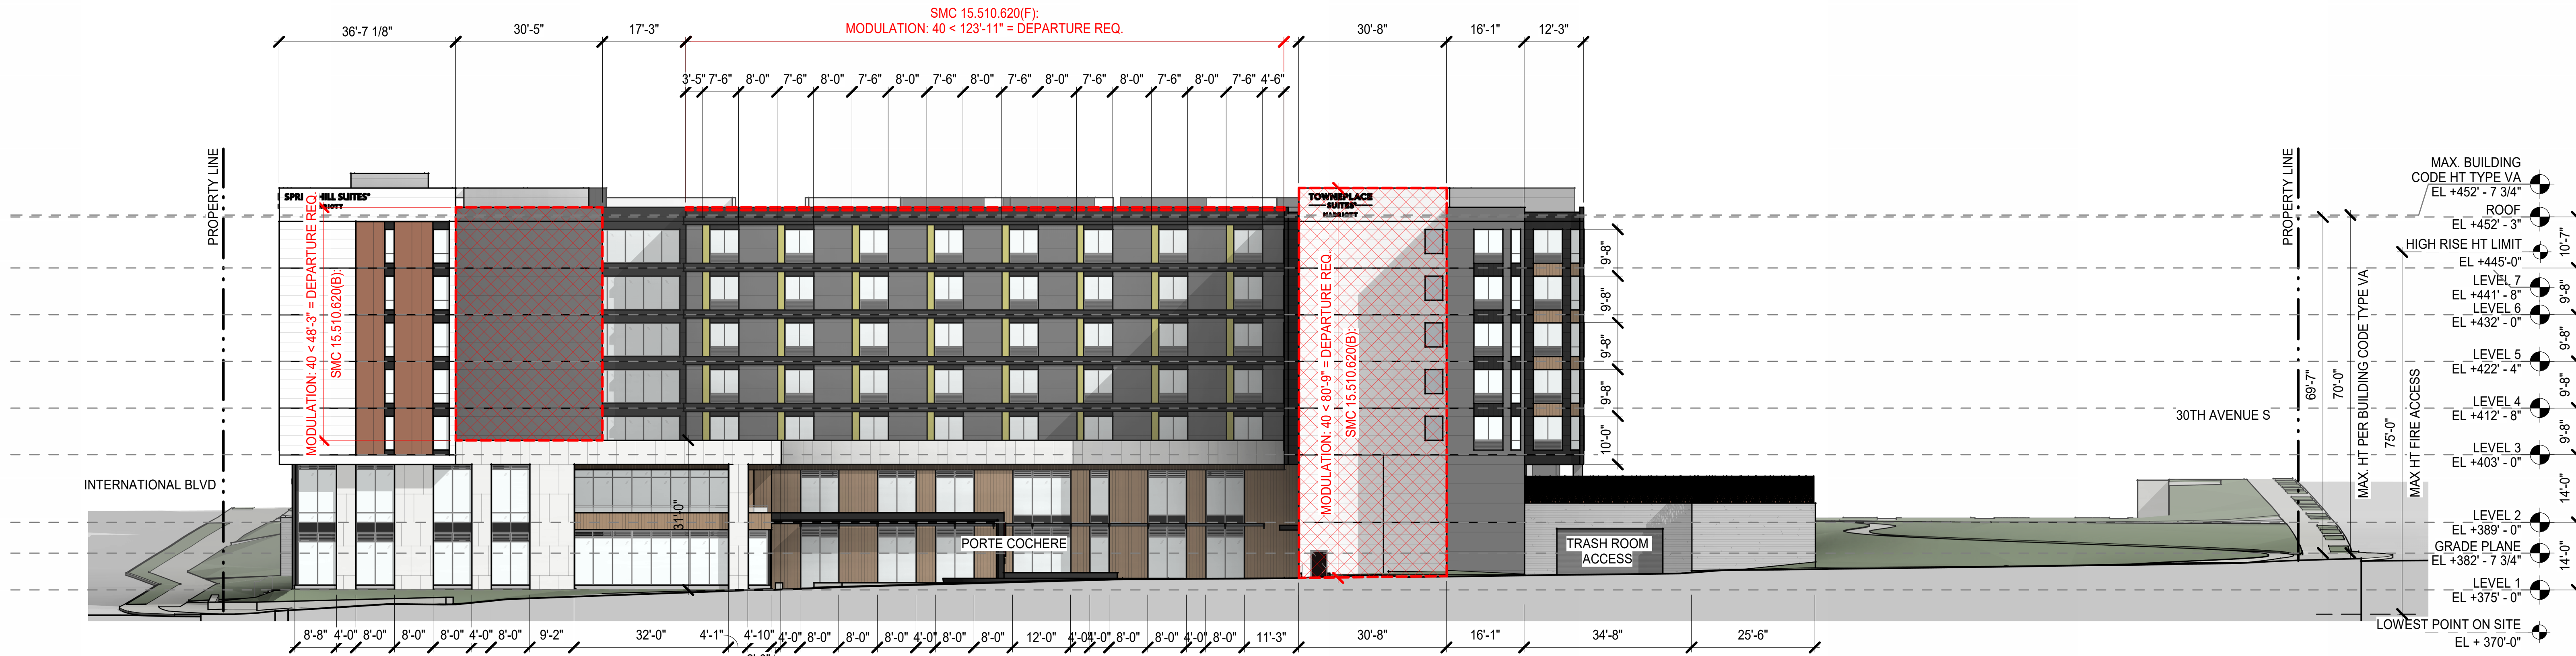 SMC 15.510.620(F):
MODULATION: 40 < 123'-11" = DEPARTURE REQ.
36'-7 1/8"
30'-5"
17'-3"
30'-8"
16'-1"
12'-3"
3'-5"
7'-6"
8'-0"
7'-6"
8'-0"
7'-6"
8'-0"
7'-6"
8'-0"
7'-6"
8'-0"
7'-6"
8'-0"
7'-6"
8'-0"
7'-6"
4'-6"
PROPERTY LINE
HILL SUITES®
MODULATION: 40 < 48'-3" = DEPARTURE REQ.
SMC 15.510.620(B):
TOWNEPLACE
SUITES®
MARRIOTT
MODULATION: 40 < 80'-9" = DEPARTURE REQ.
SMC 15.510.620(B):
9'-8"
9'-8"
9'-8"
9'-8"
10'-0"
PROPERTY LINE
INTERNATIONAL BLVD
31'-0"
PORTE COCHERE
TRASH ROOM
ACCESS
30TH AVENUE S
69'-7"
70'-0"
MAX. HT PER BUILDING CODE TYPE VA
75'-0"
MAX HT FIRE ACCESS
MAX. BUILDING
CODE HT TYPE VA
EL +452' - 7 3/4"
ROOF
EL +452' - 3"
HIGH RISE HT LIMIT
EL +445'-0"
LEVEL 7
EL +441' - 8"
LEVEL 6
EL +432' - 0"
LEVEL 5
EL +422' - 4"
LEVEL 4
EL +412' - 8"
LEVEL 3
EL +403' - 0"
LEVEL 2
EL +389' - 0"
GRADE PLANE
EL +382' - 7 3/4"
LEVEL 1
EL +375' - 0"
LOWEST POINT ON SITE
EL + 370'-0"
10'-7"
9'-8"
9'-8"
9'-8"
9'-8"
9'-8"
14'-0"
14'-0"
8'-8"
4'-0"
8'-0"
8'-0"
8'-0"
4'-0"
8'-0"
9'-2"
32'-0"
4'-1"
4'-10"
4'-0"
8'-0"
8'-0"
8'-0"
4'-0"
8'-0"
8'-0"
12'-0"
4'-0"
4'-0"
8'-0"
8'-0"
4'-0"
8'-0"
11'-3"
30'-8"
16'-1"
34'-8"
25'-6"